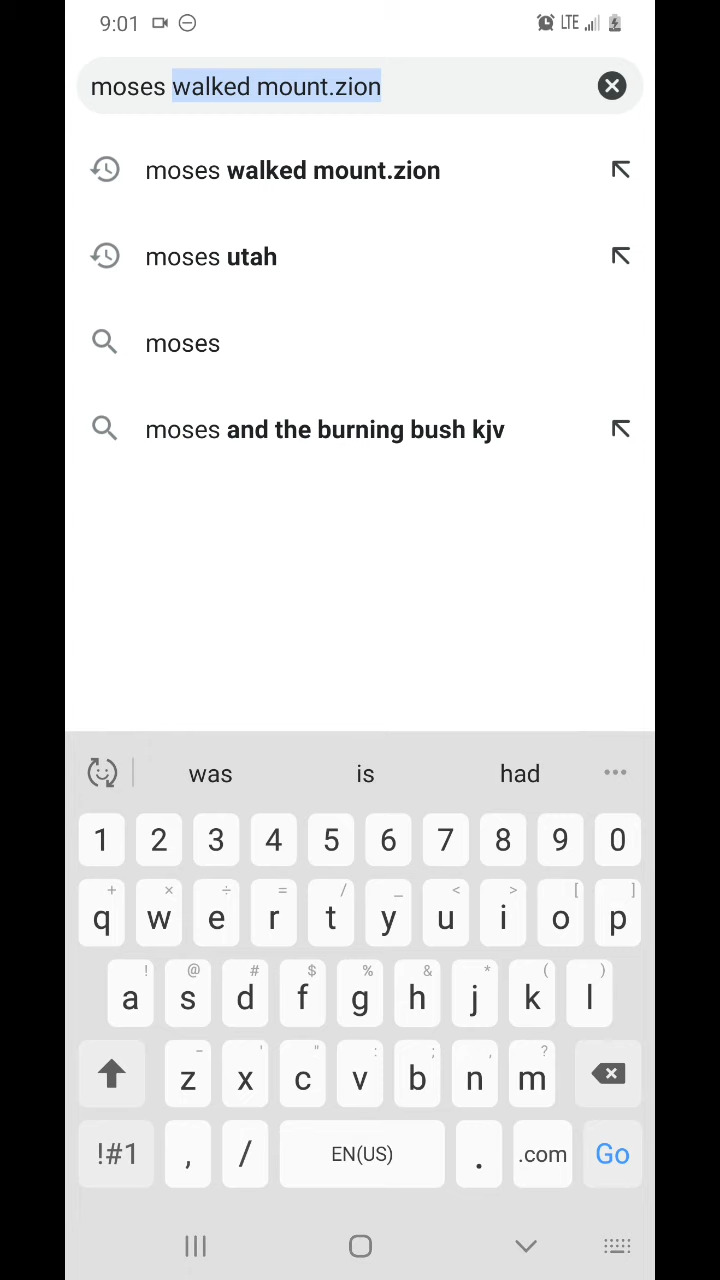 9:01 LTE
moses walked mount.zion
moses walked mount.zion
moses utah
moses
moses and the burning bush kjv
was is had
1 2 3 4 5 6 7 8 9 0
+ × ÷ = / _ < > [ ]
q w e r t y u i o p
! @ # $ % & * ( )
a s d f g h j k l
- ' " : ; , ?
z x c v b n m
!#1 , / EN(US) . .com Go